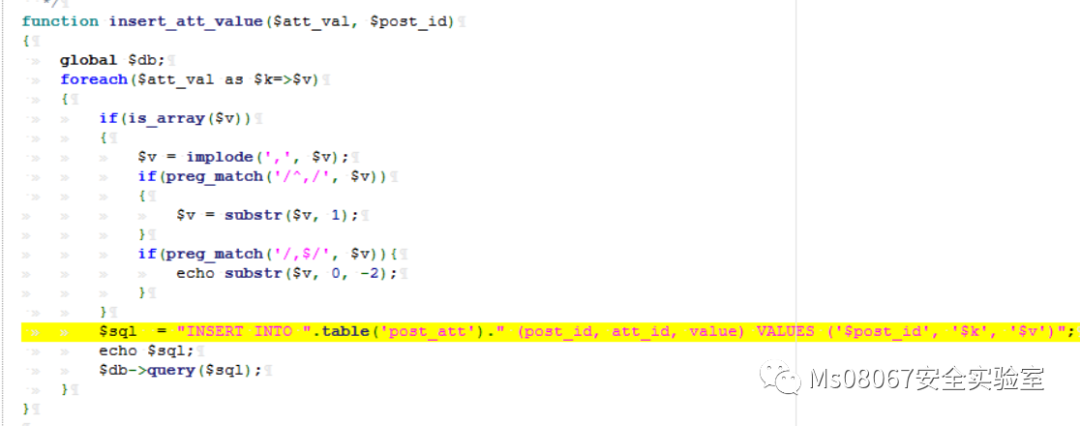 */
function insert_att_value($att_val, $post_id)
{
global $db;
foreach($att_val as $k=>$v)
{
if(is_array($v))
{
$v = implode(',', $v);
if(preg_match('/^,/', $v))
{
$v = substr($v, 1);
}
if(preg_match('/,$/', $v)){
echo substr($v, 0, -2);
}
}
$sql = "INSERT INTO ".table('post_att')." (post_id, att_id, value) VALUES ('$post_id', '$k', '$v')";
echo $sql;
$db->query($sql);
}
}
Ms08067安全实验室